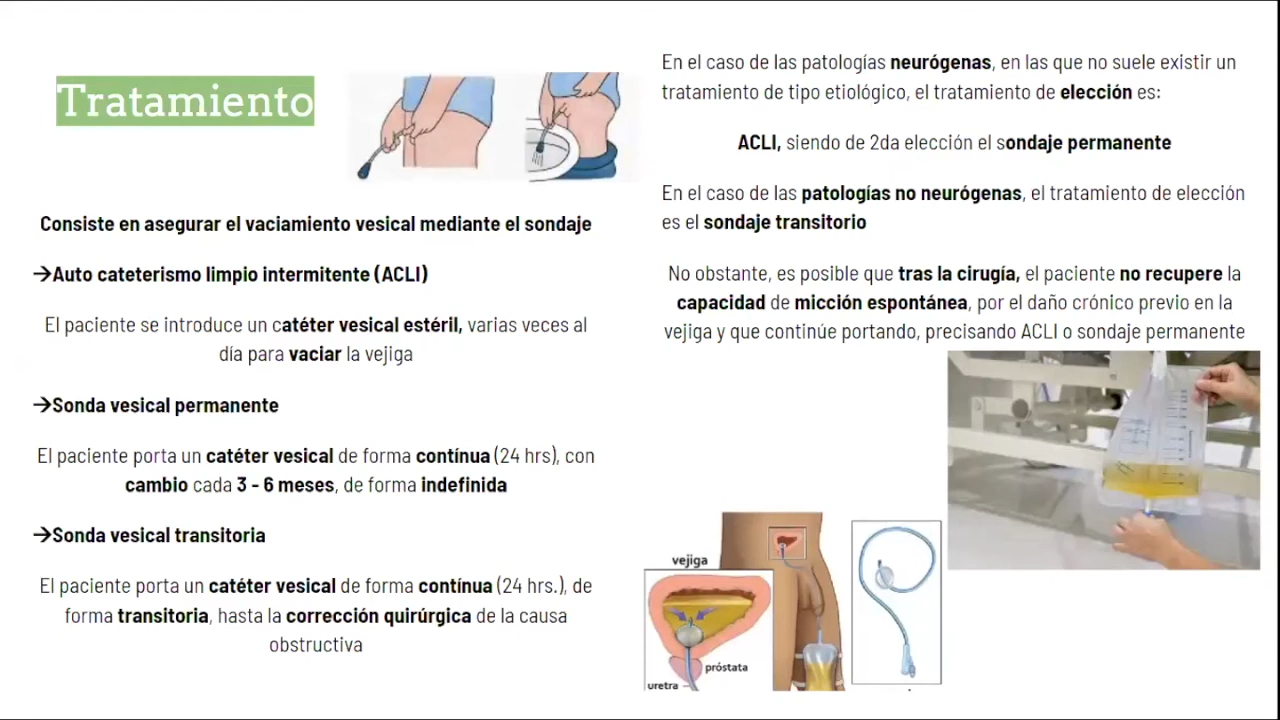 Tratamiento
Consiste en asegurar el vaciamiento vesical mediante el sondaje
→Auto cateterismo limpio intermitente (ACLI)
El paciente se introduce un catéter vesical estéril, varias veces al
día para vaciar la vejiga
→Sonda vesical permanente
El paciente porta un catéter vesical de forma contínua (24 hrs), con
cambio cada 3 - 6 meses, de forma indefinida
→Sonda vesical transitoria
El paciente porta un catéter vesical de forma contínua (24 hrs.), de
forma transitoria, hasta la corrección quirúrgica de la causa
obstructiva
En el caso de las patologías neurógenas, en las que no suele existir un
tratamiento de tipo etiológico, el tratamiento de elección es:
ACLI, siendo de 2da elección el sondaje permanente
En el caso de las patologías no neurógenas, el tratamiento de elección
es el sondaje transitorio
No obstante, es posible que tras la cirugía, el paciente no recupere la
capacidad de micción espontánea, por el daño crónico previo en la
vejiga y que continúe portando, precisando ACLI o sondaje permanente
vejiga
próstata
uretra